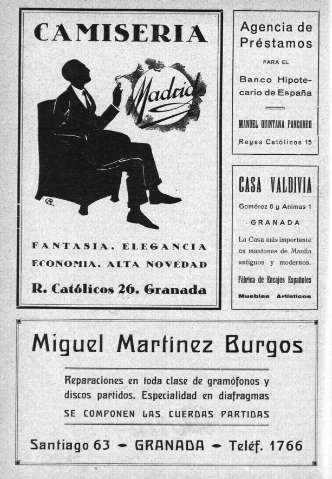 CAMISERIA
Madrid
FANTASIA. ELEGANCIA
ECONOMIA. ALTA NOVEDAD
R. Católicos 26. Granada
Agencia de
Préstamos
PARA EL
Banco Hipote-
cario de España
MANUEL QUINTANA PANCORBO
Reyes Católicos 15
CASA VALDIVIA
Gomérez 6 y Animas 1
GRANADA
La Casa más importante
en mantones de Manila
antiguos y modernos.
Fábrica de Encajes Españoles
Muebles Artísticos
Miguel Martinez Burgos
Reparaciones en toda clase de gramófonos y
discos partidos. Especialidad en diafragmas
SE COMPONEN LAS CUERDAS PARTIDAS
Santiago 63 - GRANADA - Teléf. 1766